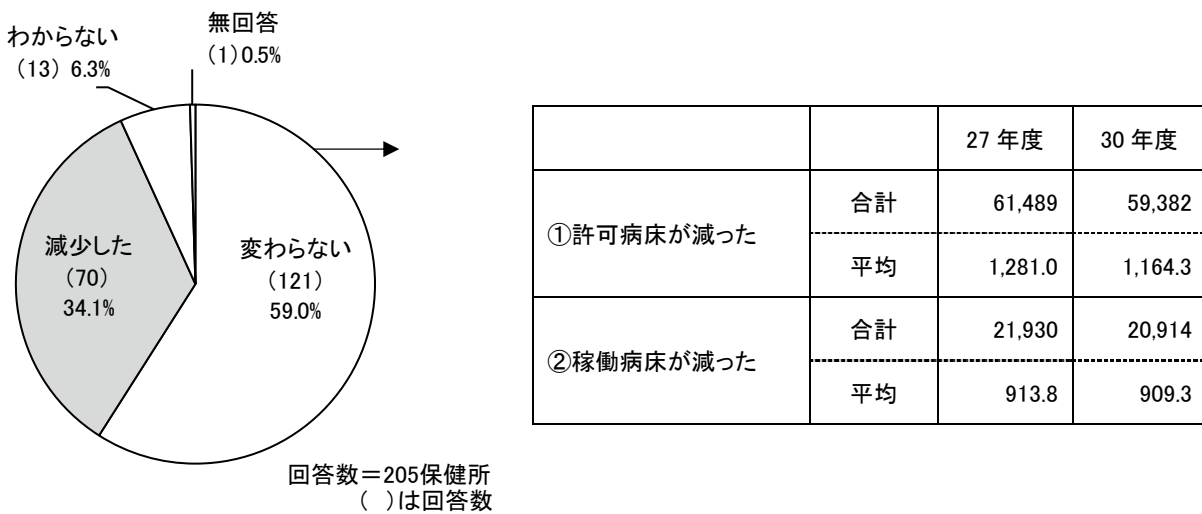 無回答
(1)0.5%
わからない
(13) 6.3%
減少した
(70)
34.1%
変わらない
(121)
59.0%
回答数=205保健所
( )は回答数
27 年度 30 年度
①許可病床が減った 合計 61,489 59,382
平均 1,281.0 1,164.3
②稼働病床が減った 合計 21,930 20,914
平均 913.8 909.3